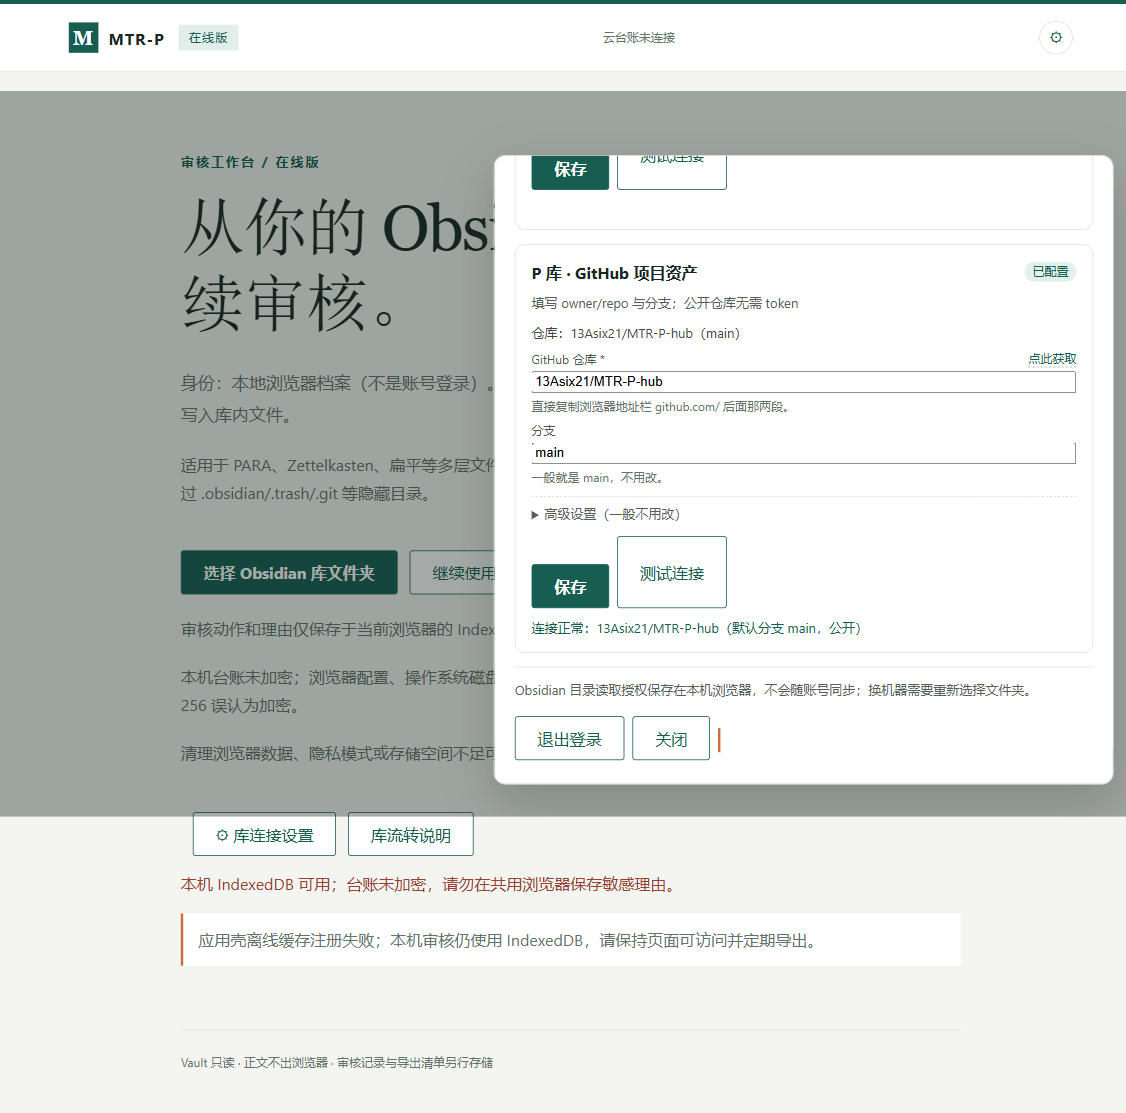 M MTR-P 在线版 云台账未连接
审核工作台 / 在线版
从你的 Obs
续审核。
身份：本地浏览器档案（不是账号登录）。
写入库内文件。
适用于 PARA、Zettelkasten、扁平等多层文件
过 .obsidian/.trash/.git 等隐藏目录。
选择 Obsidian 库文件夹 继续使用
审核动作和理由仅保存于当前浏览器的 Index
本机台账未加密；浏览器配置、操作系统磁盘
256 误认为加密。
清理浏览器数据、隐私模式或存储空间不足可
保存 测试连接
P 库 · GitHub 项目资产 已配置
填写 owner/repo 与分支；公开仓库无需 token
仓库：13Asix21/MTR-P-hub（main）
GitHub 仓库 * 点此获取
13Asix21/MTR-P-hub
直接复制浏览器地址栏 github.com/ 后面那两段。
分支
main
一般就是 main，不用改。
▶ 高级设置（一般不用改）
保存 测试连接
连接正常：13Asix21/MTR-P-hub（默认分支 main，公开）
Obsidian 目录读取授权保存在本机浏览器，不会随账号同步；换机器需要重新选择文件夹。
退出登录 关闭
⚙ 库连接设置 库流转说明
本机 IndexedDB 可用；台账未加密，请勿在共用浏览器保存敏感理由。
应用壳离线缓存注册失败；本机审核仍使用 IndexedDB，请保持页面可访问并定期导出。
Vault 只读 · 正文不出浏览器 · 审核记录与导出清单另行存储